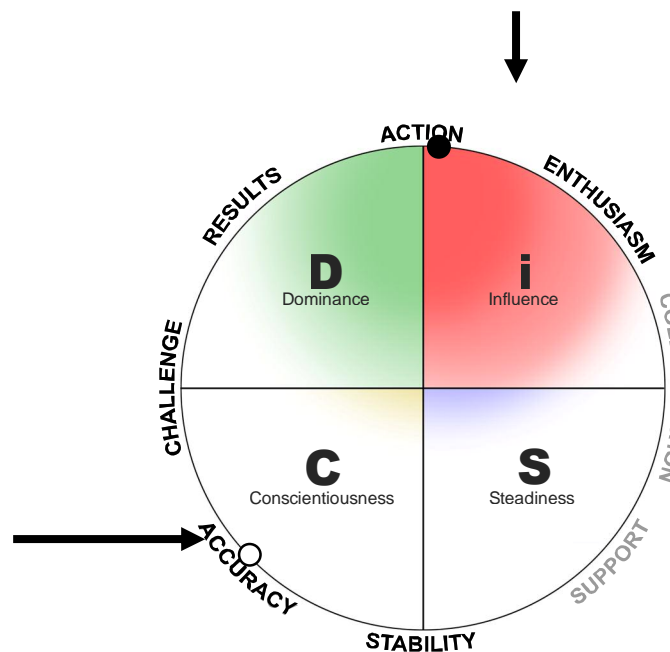 ACTION
RESULTS
ENTHUSIASM
D
Dominance
i
Influence
CHALLENGE
C
Conscientiousness
S
Steadiness
ACCURACY
SUPPORT
STABILITY